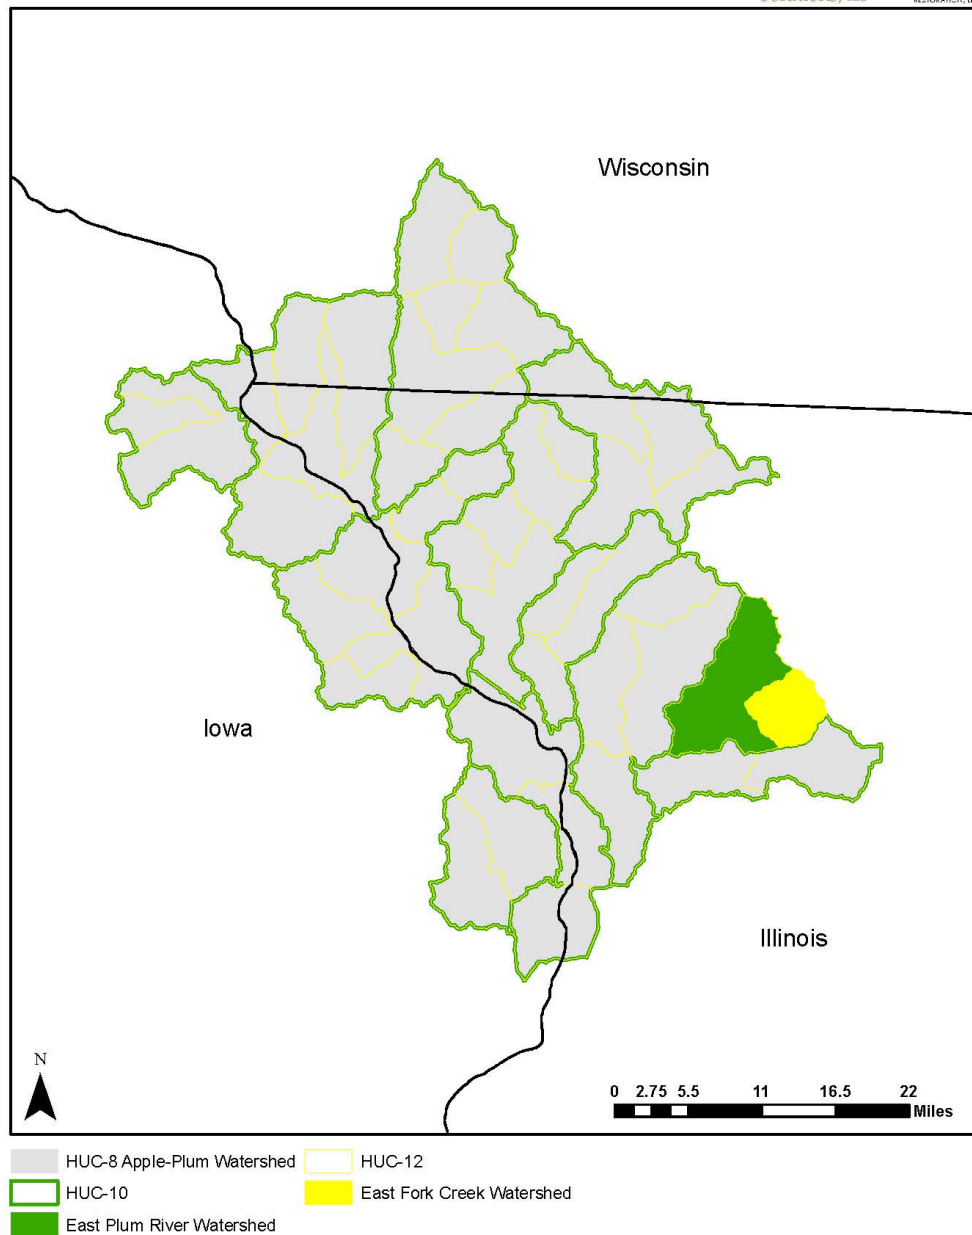 Wisconsin
Iowa
Illinois
N
0 2.75 5.5 11 16.5 22
Miles
HUC-8 Apple-Plum Watershed
HUC-12
HUC-10
East Fork Creek Watershed
East Plum River Watershed